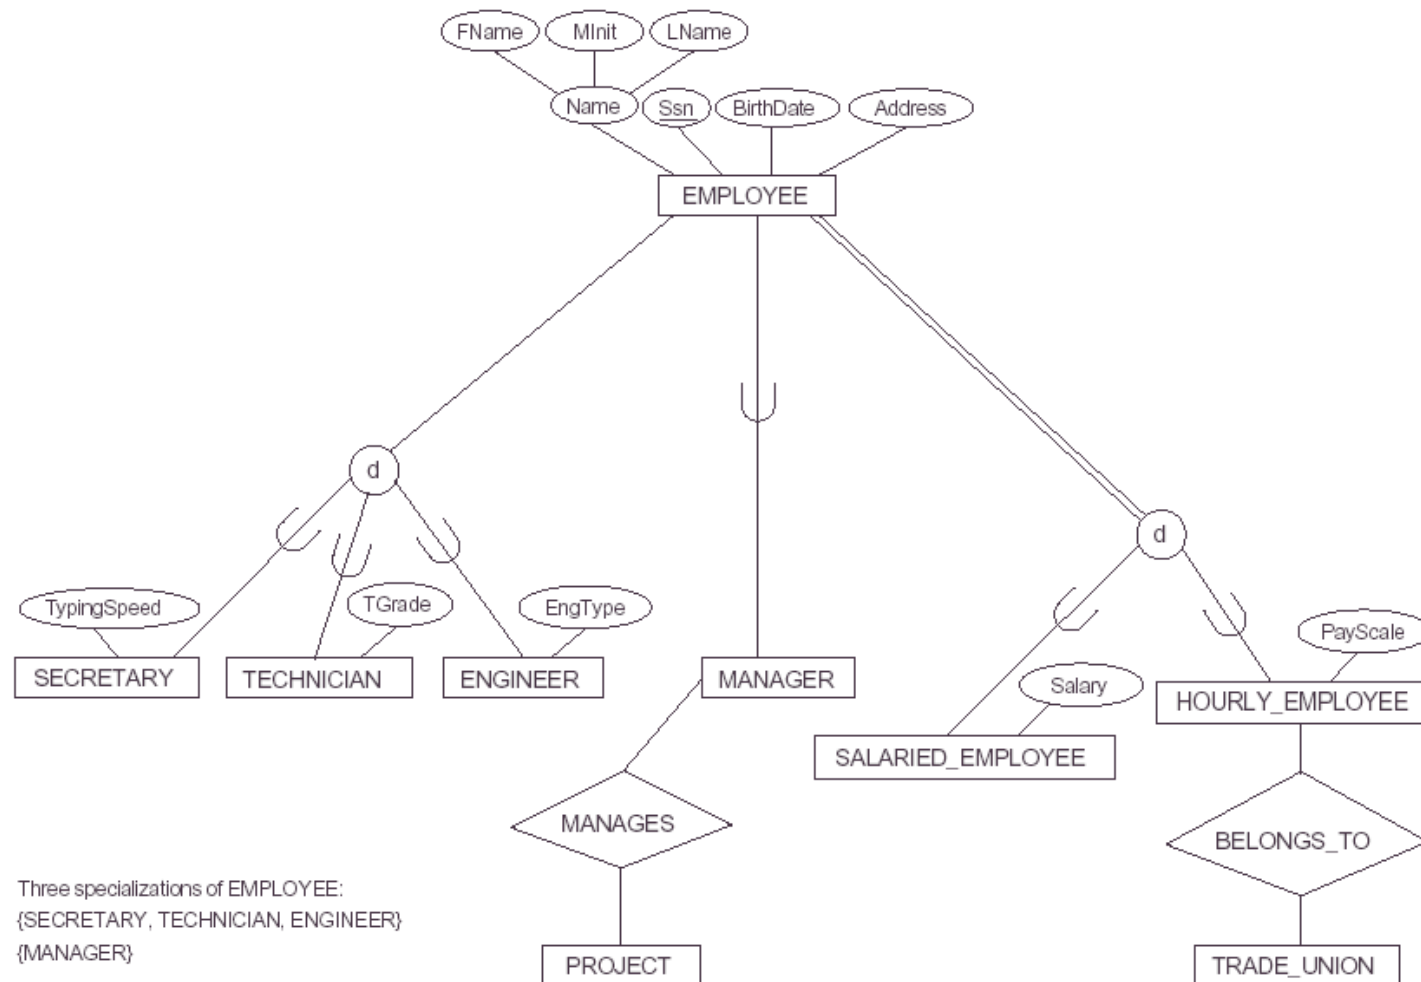 FName
MInit
LName
Name
Ssn
BirthDate
Address
EMPLOYEE
d
d
TypingSpeed
TGrade
EngType
PayScale
SECRETARY
TECHNICIAN
ENGINEER
MANAGER
Salary
HOURLY_EMPLOYEE
SALARIED_EMPLOYEE
MANAGES
BELONGS_TO
Three specializations of EMPLOYEE:
{SECRETARY, TECHNICIAN, ENGINEER}
{MANAGER}
PROJECT
TRADE_UNION